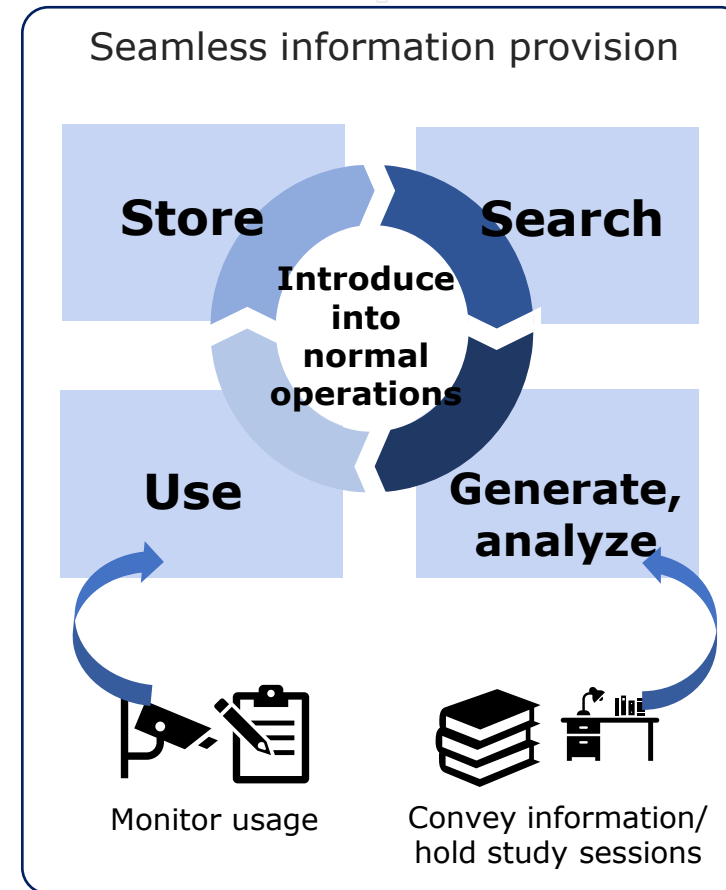 Seamless information provision
Store
Search
Introduce
into
normal
operations
Use
Generate,
analyze
Monitor usage
Convey information/
hold study sessions